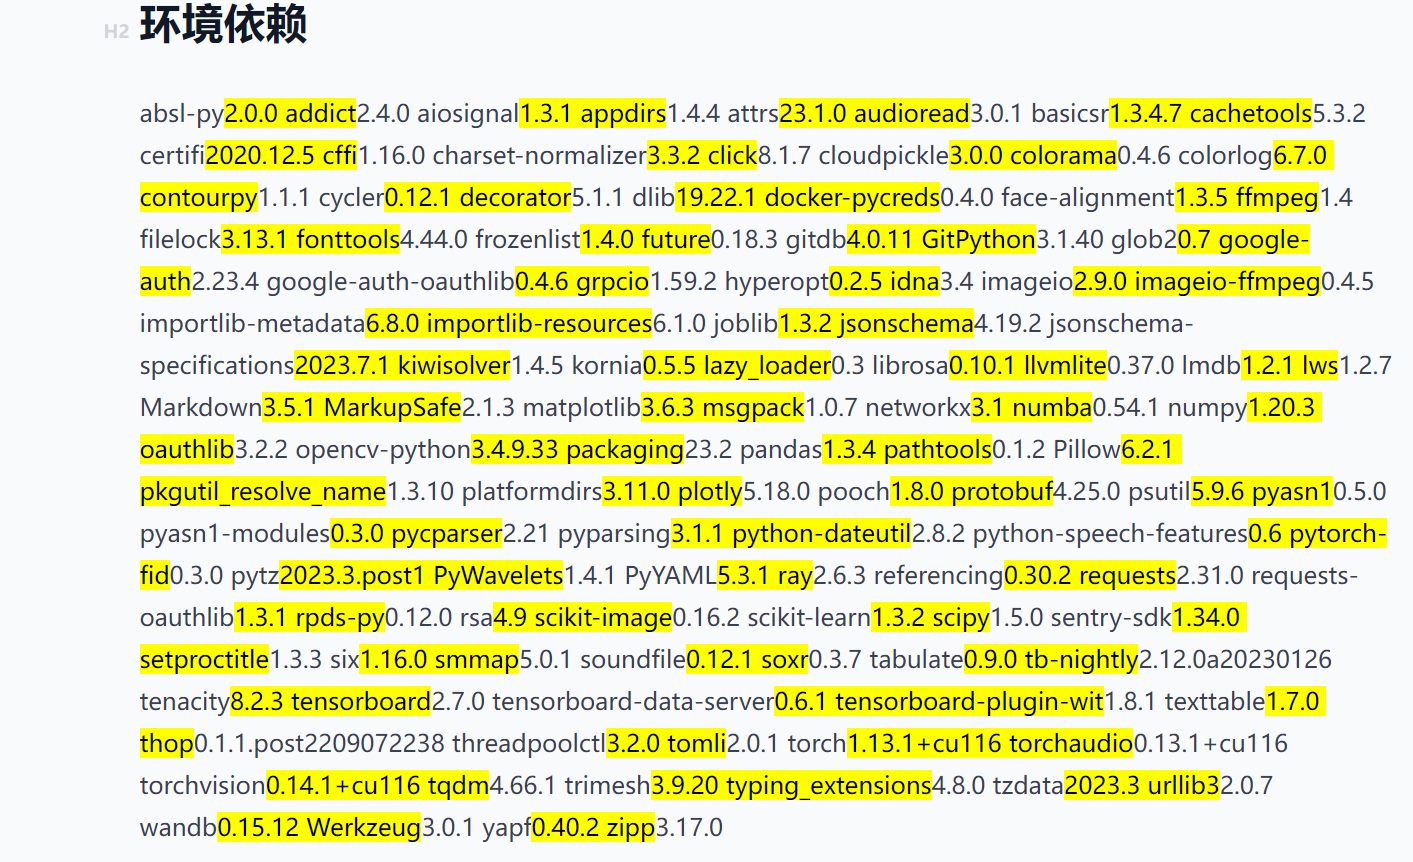 H2 环境依赖
absl-py2.0.0 addict2.4.0 aiosignal1.3.1 appdirs1.4.4 attrs23.1.0 audioread3.0.1 basicsr1.3.4.7 cachetools5.3.2
certifi2020.12.5 cffi1.16.0 charset-normalizer3.3.2 click8.1.7 cloudpickle3.0.0 colorama0.4.6 colorlog6.7.0
contourpy1.1.1 cycler0.12.1 decorator5.1.1 dlib19.22.1 docker-pycreds0.4.0 face-alignment1.3.5 ffmpeg1.4
filelock3.13.1 fonttools4.44.0 frozenlist1.4.0 future0.18.3 gitdb4.0.11 GitPython3.1.40 glob20.7 google-
auth2.23.4 google-auth-oauthlib0.4.6 grpcio1.59.2 hyperopt0.2.5 idna3.4 imageio2.9.0 imageio-ffmpeg0.4.5
importlib-metadata6.8.0 importlib-resources6.1.0 joblib1.3.2 jsonschema4.19.2 jsonschema-
specifications2023.7.1 kiwisolver1.4.5 kornia0.5.5 lazy_loader0.3 librosa0.10.1 llvmlite0.37.0 lmdb1.2.1 lws1.2.7
Markdown3.5.1 MarkupSafe2.1.3 matplotlib3.6.3 msgpack1.0.7 networkx3.1 numba0.54.1 numpy1.20.3
oauthlib3.2.2 opencv-python3.4.9.33 packaging23.2 pandas1.3.4 pathtools0.1.2 Pillow6.2.1
pkgutil_resolve_name1.3.10 platformdirs3.11.0 plotly5.18.0 pooch1.8.0 protobuf4.25.0 psutil5.9.6 pyasn10.5.0
pyasn1-modules0.3.0 pycparser2.21 pyparsing3.1.1 python-dateutil2.8.2 python-speech-features0.6 pytorch-
fid0.3.0 pytz2023.3.post1 PyWavelets1.4.1 PyYAML5.3.1 ray2.6.3 referencing0.30.2 requests2.31.0 requests-
oauthlib1.3.1 rpds-py0.12.0 rsa4.9 scikit-image0.16.2 scikit-learn1.3.2 scipy1.5.0 sentry-sdk1.34.0
setproctitle1.3.3 six1.16.0 smmap5.0.1 soundfile0.12.1 soxr0.3.7 tabulate0.9.0 tb-nightly2.12.0a20230126
tenacity8.2.3 tensorboard2.7.0 tensorboard-data-server0.6.1 tensorboard-plugin-wit1.8.1 texttable1.7.0
thop0.1.1.post2209072238 threadpoolctl3.2.0 tomli2.0.1 torch1.13.1+cu116 torchaudio0.13.1+cu116
torchvision0.14.1+cu116 tqdm4.66.1 trimesh3.9.20 typing_extensions4.8.0 tzdata2023.3 urllib32.0.7
wandb0.15.12 Werkzeug3.0.1 yapf0.40.2 zipp3.17.0